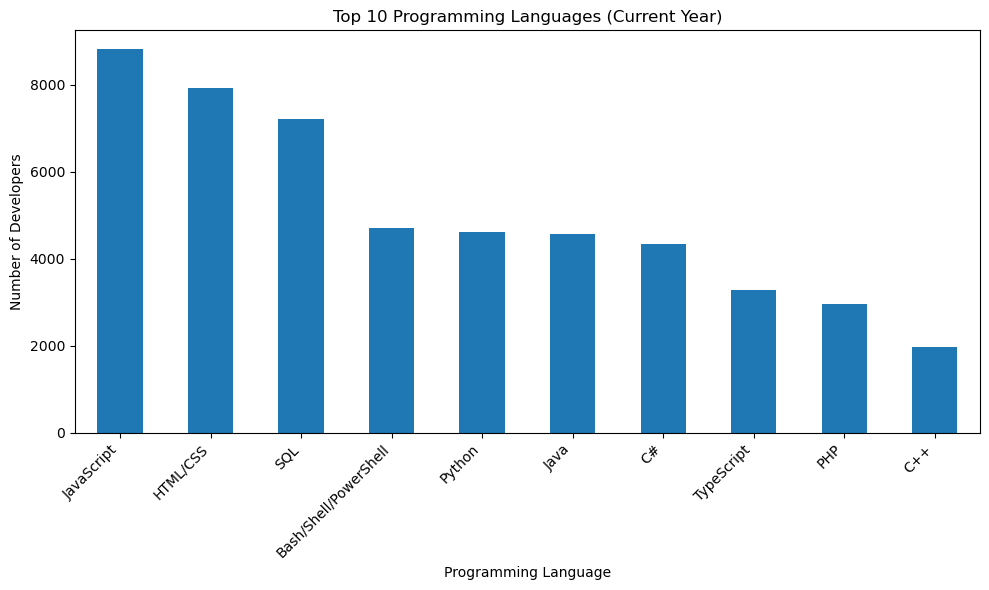 Top 10 Programming Languages (Current Year)
Number of Developers
8000
6000
4000
2000
0
JavaScript
HTML/CSS
SQL
Bash/Shell/PowerShell
Python
Java
C#
TypeScript
PHP
C++
Programming Language